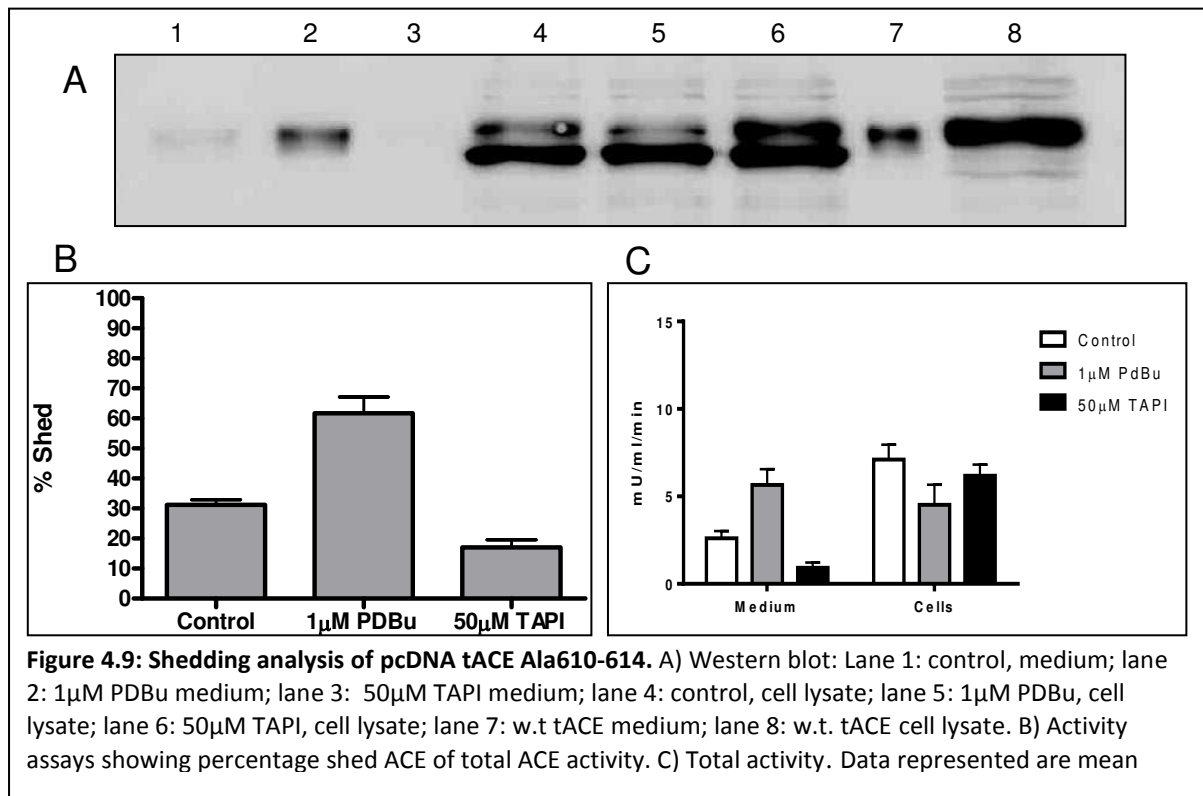 1 2 3 4 5 6 7 8
A
B
100
90
80
70
60
50
40
30
20
10
0
% Shed
Control 1µM PDBu 50µM TAPI
C
15
10
5
0
mU/ml/min
Medium Cells
Control
1µM PdBu
50µM TAPI
Figure 4.9: Shedding analysis of pcDNA tACE Ala610-614. A) Western blot: Lane 1: control, medium; lane
2: 1µM PDBu medium; lane 3: 50µM TAPI medium; lane 4: control, cell lysate; lane 5: 1µM PDBu, cell
lysate; lane 6: 50µM TAPI, cell lysate; lane 7: w.t tACE medium; lane 8: w.t. tACE cell lysate. B) Activity
assays showing percentage shed ACE of total ACE activity. C) Total activity. Data represented are mean